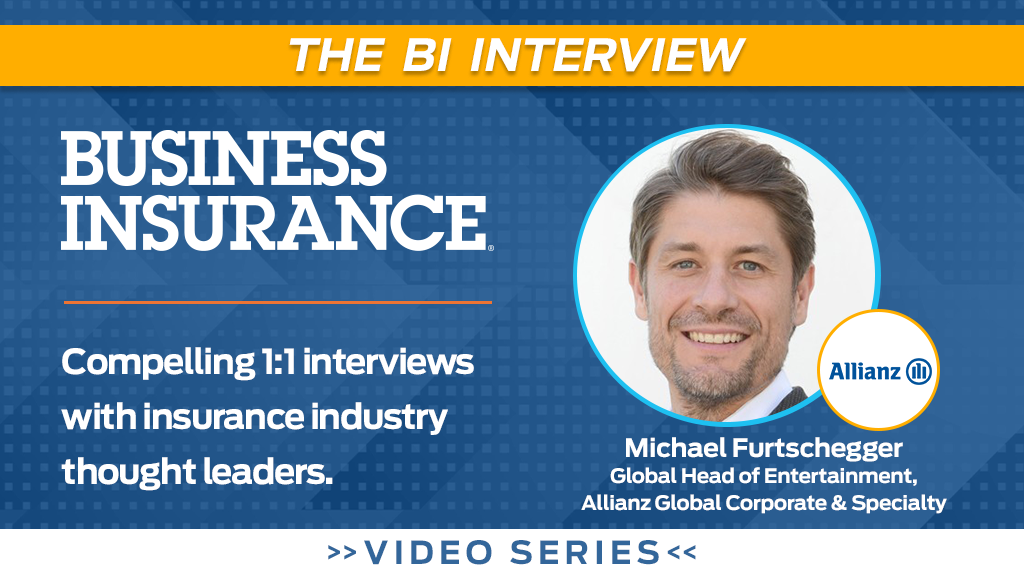 THE BI INTERVIEW
BUSINESS
INSURANCE®
Compelling 1:1 interviews
with insurance industry
thought leaders.
Allianz
Michael Furtschegger
Global Head of Entertainment,
Allianz Global Corporate & Specialty
>> VIDEO SERIES <<